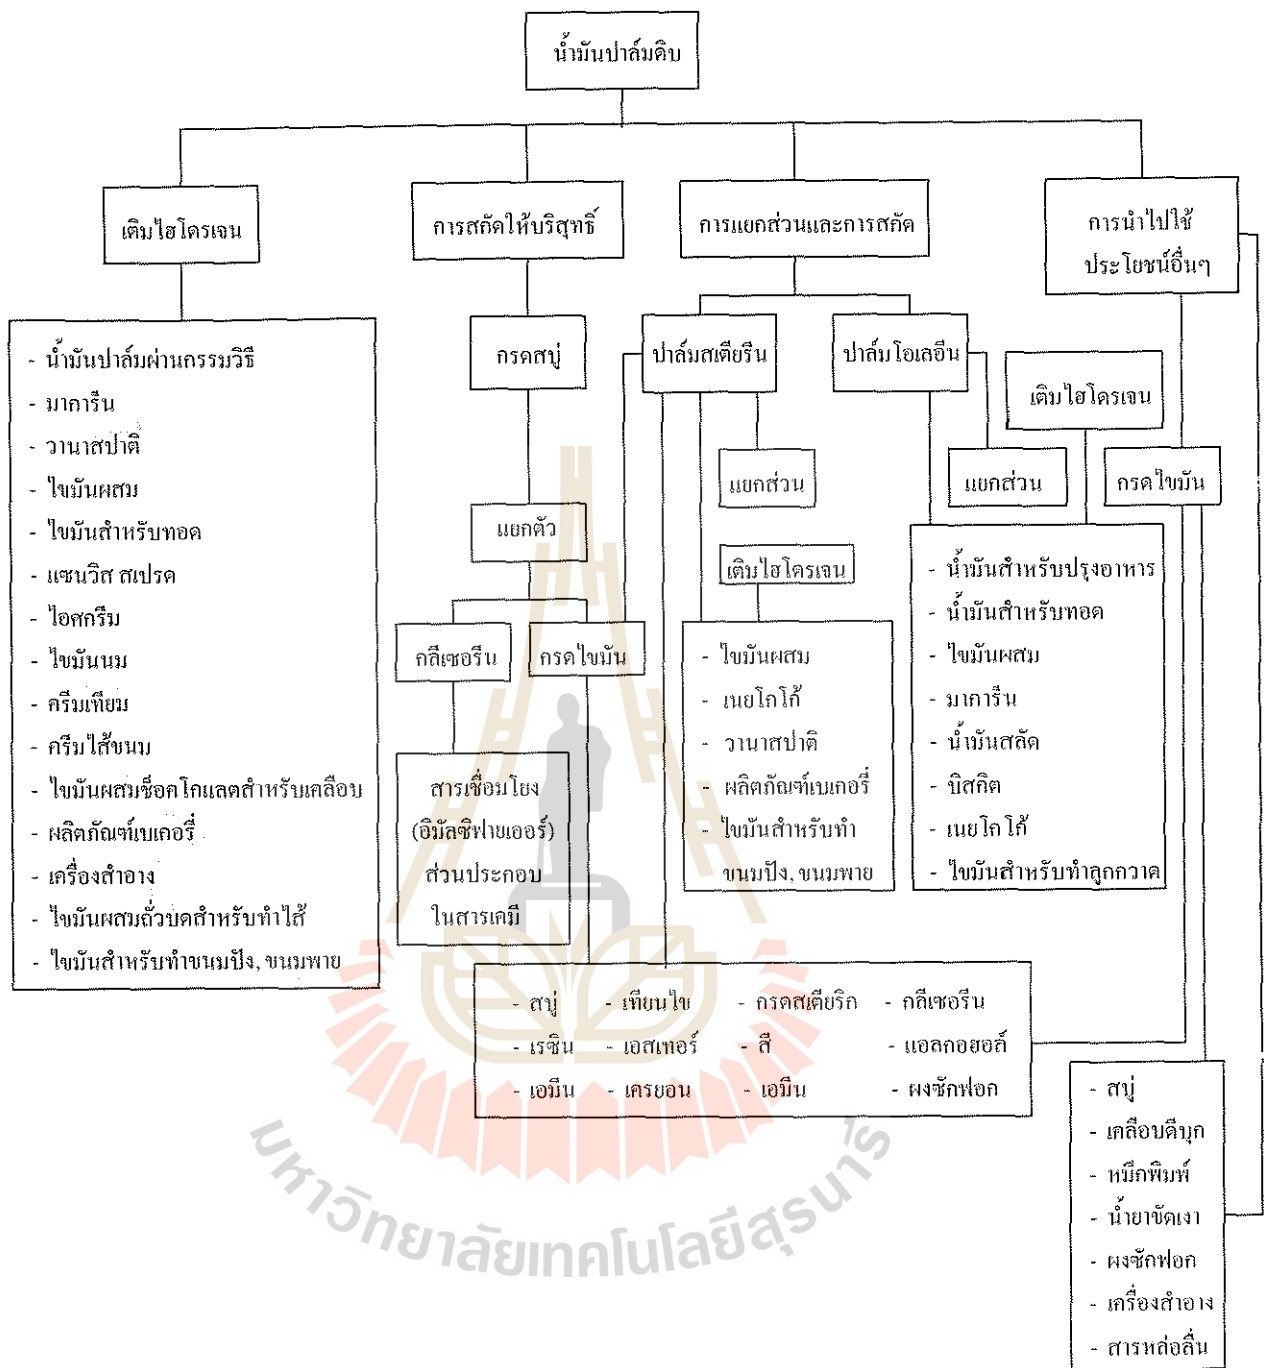 น้ำมันปาล์มดิบ
เติมไฮโดรเจน
การสกัดให้บริสุทธิ์
การแยกส่วนและการสกัด
การนำไปใช้
ประโยชน์อื่นๆ
- น้ำมันปาล์มผ่านกรรมวิธี
- มาการีน
- วานาสปาติ
- ไขมันผสม
- ไขมันสำหรับทอด
- แซนวิส สเปรด
- ไอศกรีม
- ไขมันนม
- ครีมเทียม
- ครีมไส้ขนม
- ไขมันผสมช็อคโกแลตสำหรับเคลือบ
- ผลิตภัณฑ์เบเกอรี่
- เครื่องสำอาง
- ไขมันผสมถั่วบดสำหรับทำไส้
- ไขมันสำหรับทำขนมปัง, ขนมพาย
กรดสบู่
แยกตัว
กลีเซอรีน
กรดไขมัน
สารเชื่อมโยง
(อิมัลซิฟายเออร์)
ส่วนประกอบ
ในสารเคมี
ปาล์มสเตียรีน
ปาล์มโอเลอีน
แยกส่วน
เติมไฮโดรเจน
- ไขมันผสม
- เนยโกโก้
- วานาสปาติ
- ผลิตภัณฑ์เบเกอรี่
- ไขมันสำหรับทำ
ขนมปัง, ขนมพาย
แยกส่วน
เติมไฮโดรเจน
กรดไขมัน
- น้ำมันสำหรับปรุงอาหาร
- น้ำมันสำหรับทอด
- ไขมันผสม
- มาการีน
- น้ำมันสลัด
- บิสกิต
- เนยโกโก้
- ไขมันสำหรับทำลูกกวาด
- สบู่ - เทียนไข - กรดสเตียริก - กลีเซอรีน
- เรซิน - เอสเทอร์ - สี - แอลกอฮอล์
- เอมีน - เครยอน - เอมีน - ผงซักฟอก
- สบู่
- เคลือบดีบุก
- หมึกพิมพ์
- น้ำยาขัดเงา
- ผงซักฟอก
- เครื่องสำอาง
- สารหล่อลื่น
มหาวิทยาลัยเทคโนโลยีสุรนารี